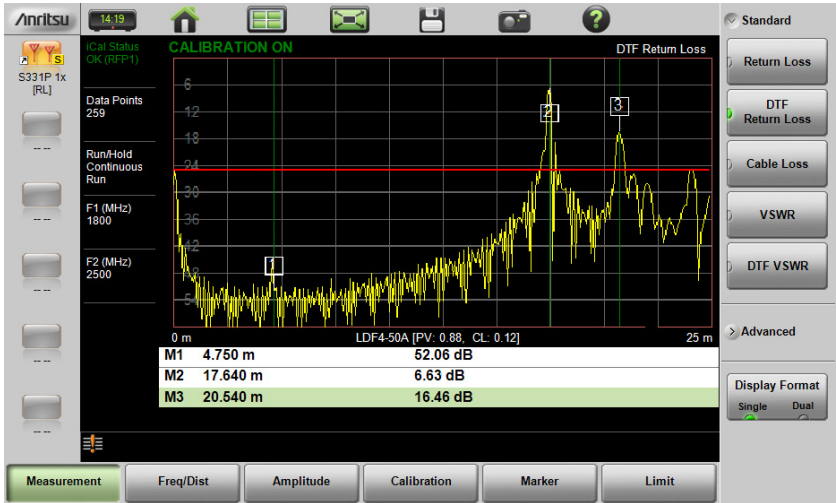 Anritsu
14:19
?
Standard
S
S331P 1x
[RL]
-- --
-- --
-- --
-- --
-- --
iCal Status
OK (RFP1)
Data Points
259
Run/Hold
Continuous
Run
F1 (MHz)
1800
F2 (MHz)
2500
CALIBRATION ON
DTF Return Loss
-6
-12
-18
-24
-30
-36
-42
1
2
3
0 m
LDF4-50A [PV: 0.88, CL: 0.12]
25 m
M1 4.750 m 52.06 dB
M2 17.640 m 6.63 dB
M3 20.540 m 16.46 dB
Return Loss
DTF
Return Loss
Cable Loss
VSWR
DTF VSWR
Advanced
Display Format
Single Dual
Measurement
Freq/Dist
Amplitude
Calibration
Marker
Limit